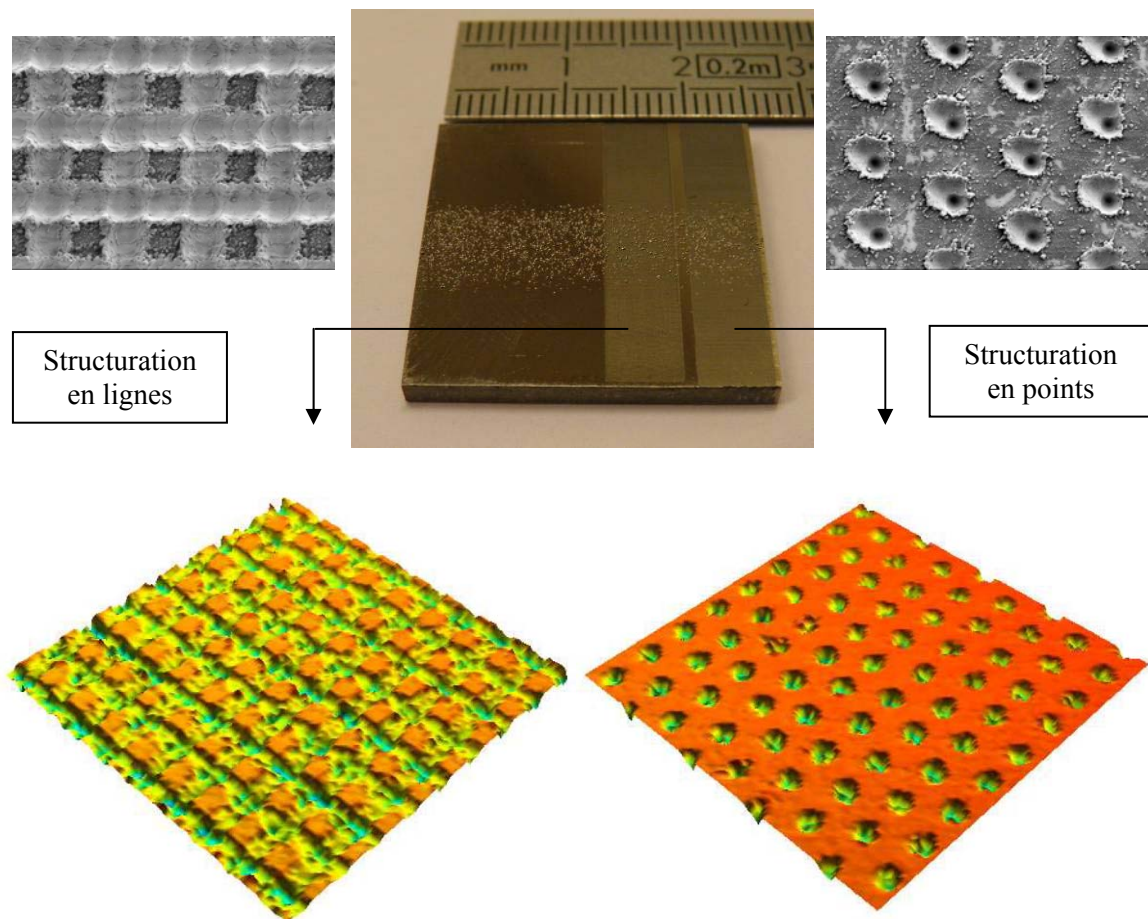 mm 1 2 0.2m 3
Structuration
en lignes
Structuration
en points